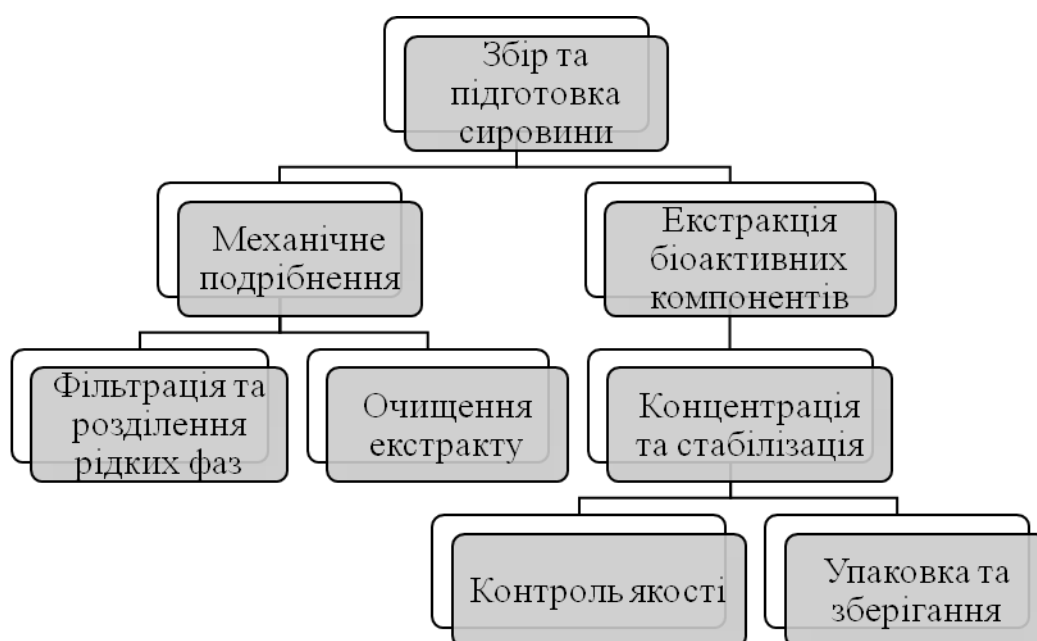 Збір та
підготовка
сировини
Механічне
подрібнення
Екстракція
біоактивних
компонентів
Фільтрація та
розділення
рідких фаз
Очищення
екстракту
Концентрація
та стабілізація
Контроль якості
Упаковка та
зберігання